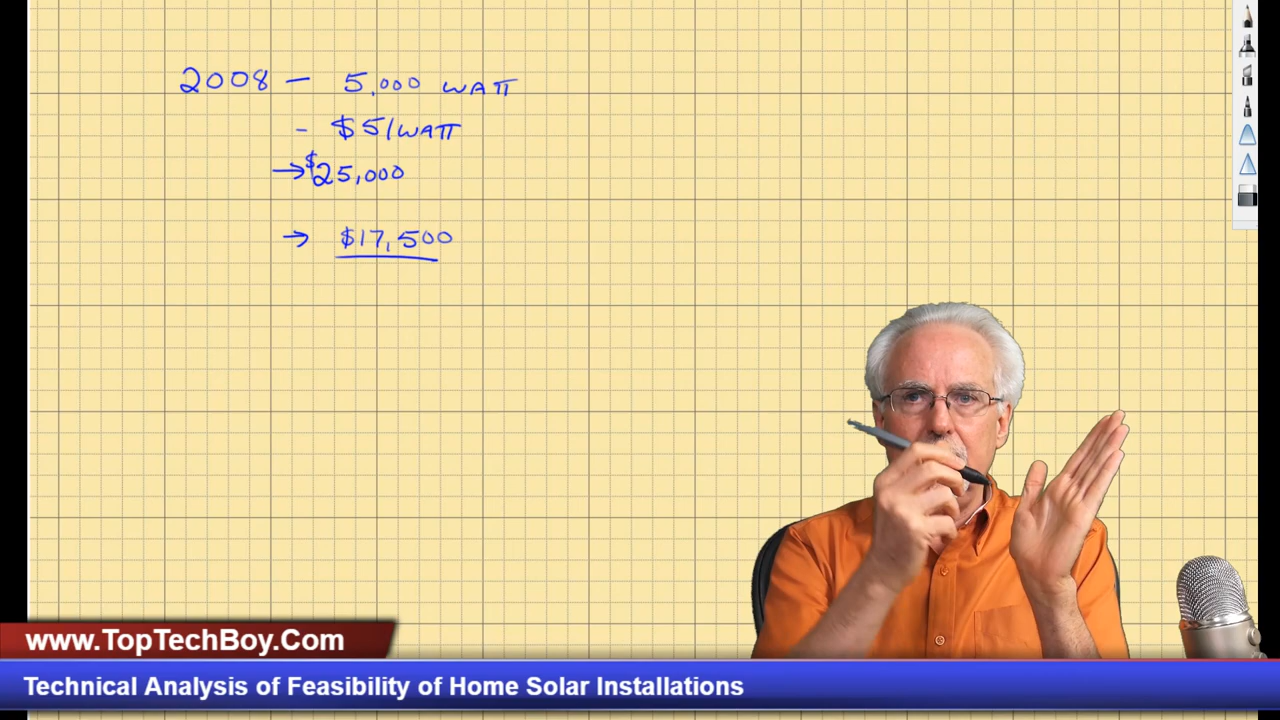 2008 - 5,000 WATT
- $5/WATT
→ $25,000
→ $17,500
www.TopTechBoy.Com
Technical Analysis of Feasibility of Home Solar Installations